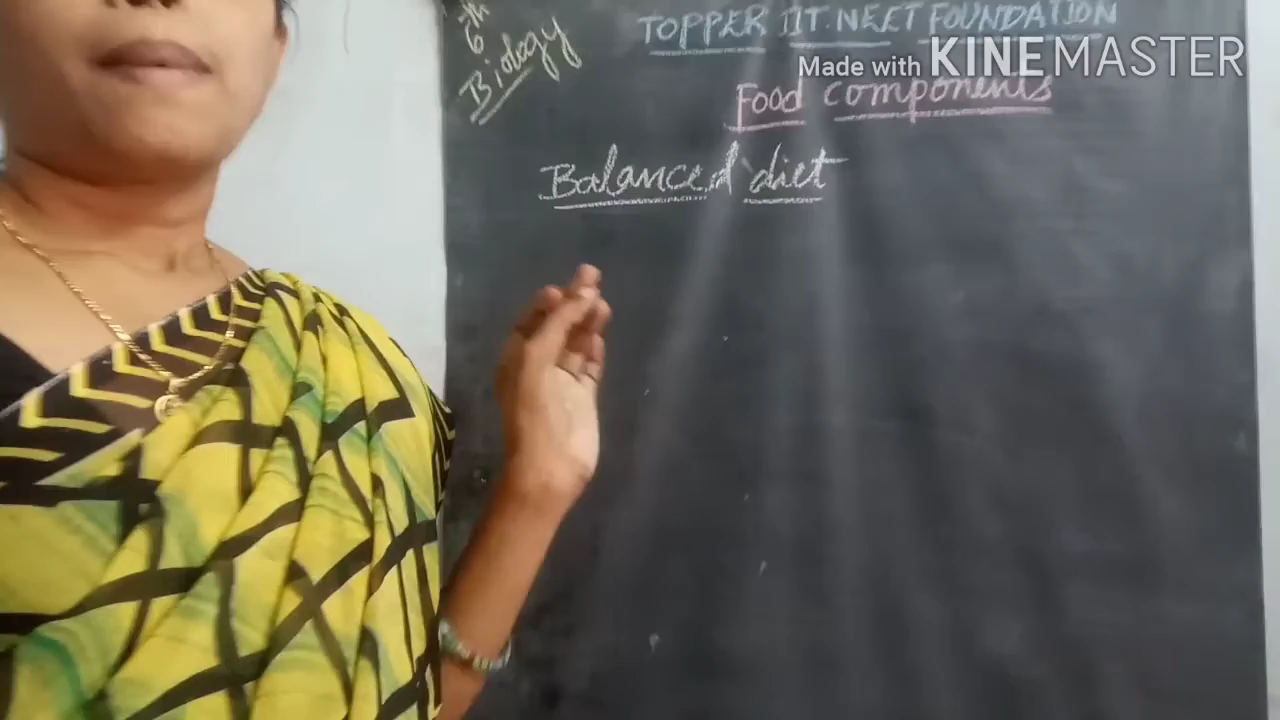 6th
Biology
TOPPER IIT. NEET FOUNDATION
Made with KINEMASTER
Food components
Balanced diet